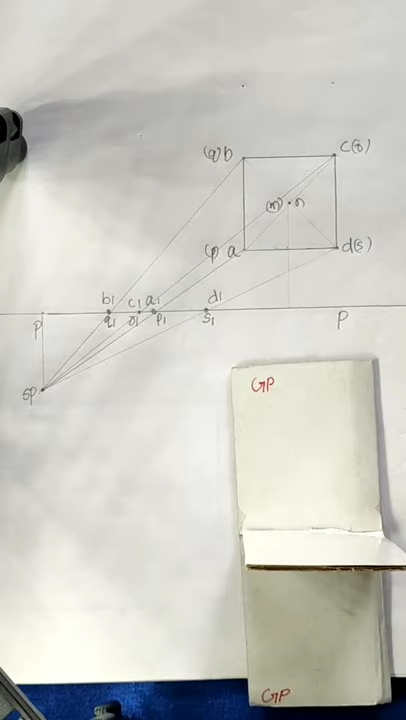 (q) b
c (r)
(m) n
(p) a
d (s)
b1
c1
a1
d1
P
q1
r1
p1
s1
P
SP
GP
GP